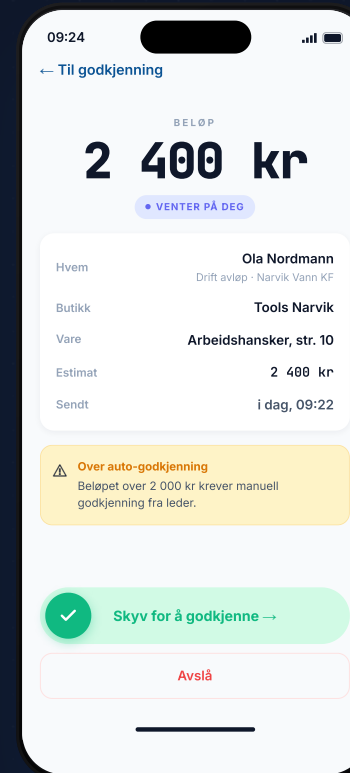 09:24
← Til godkjenning
BELØP
2 400 kr
VENTER PÅ DEG
Hvem
Ola Nordmann
Drift avløp · Narvik Vann KF
Butikk
Tools Narvik
Vare
Arbeidshansker, str. 10
Estimat
2 400 kr
Sendt
i dag, 09:22
Over auto-godkjenning
Beløpet over 2 000 kr krever manuell
godkjenning fra leder.
Skyv for å godkjenne →
Avslå